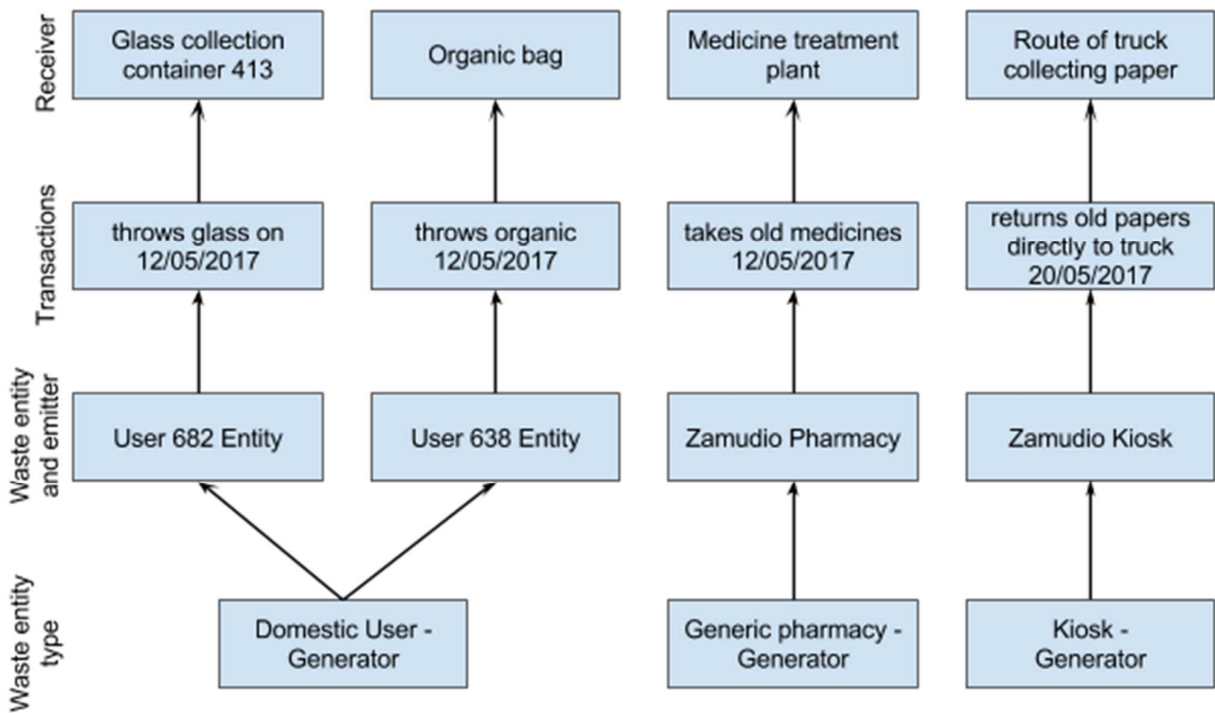 Receiver
Glass collection
container 413
Organic bag
Medicine treatment
plant
Route of truck
collecting paper
Transactions
throws glass on
12/05/2017
throws organic
12/05/2017
takes old medicines
12/05/2017
returns old papers
directly to truck
20/05/2017
Waste entity
and emitter
User 682 Entity
User 638 Entity
Zamudio Pharmacy
Zamudio Kiosk
Waste entity
type
Domestic User -
Generator
Generic pharmacy -
Generator
Kiosk -
Generator